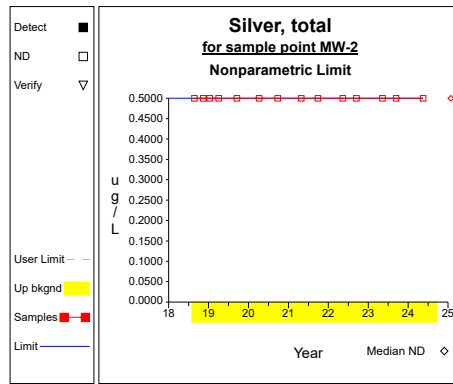 Detect
ND
Verify
User Limit
Up bkgnd
Samples
Limit
Silver, total
for sample point MW-2
Nonparametric Limit
0.5000
0.4500
0.4000
0.3500
0.3000
0.2500
0.2000
0.1500
0.1000
0.0500
0.0000
u
g
/
L
18 19 20 21 22 23 24 25
Year
Median ND